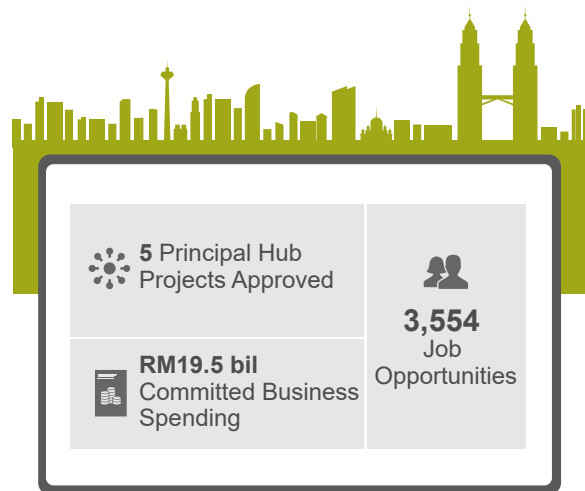 5 Principal Hub
Projects Approved
RM19.5 bil
Committed Business
Spending
3,554
Job
Opportunities